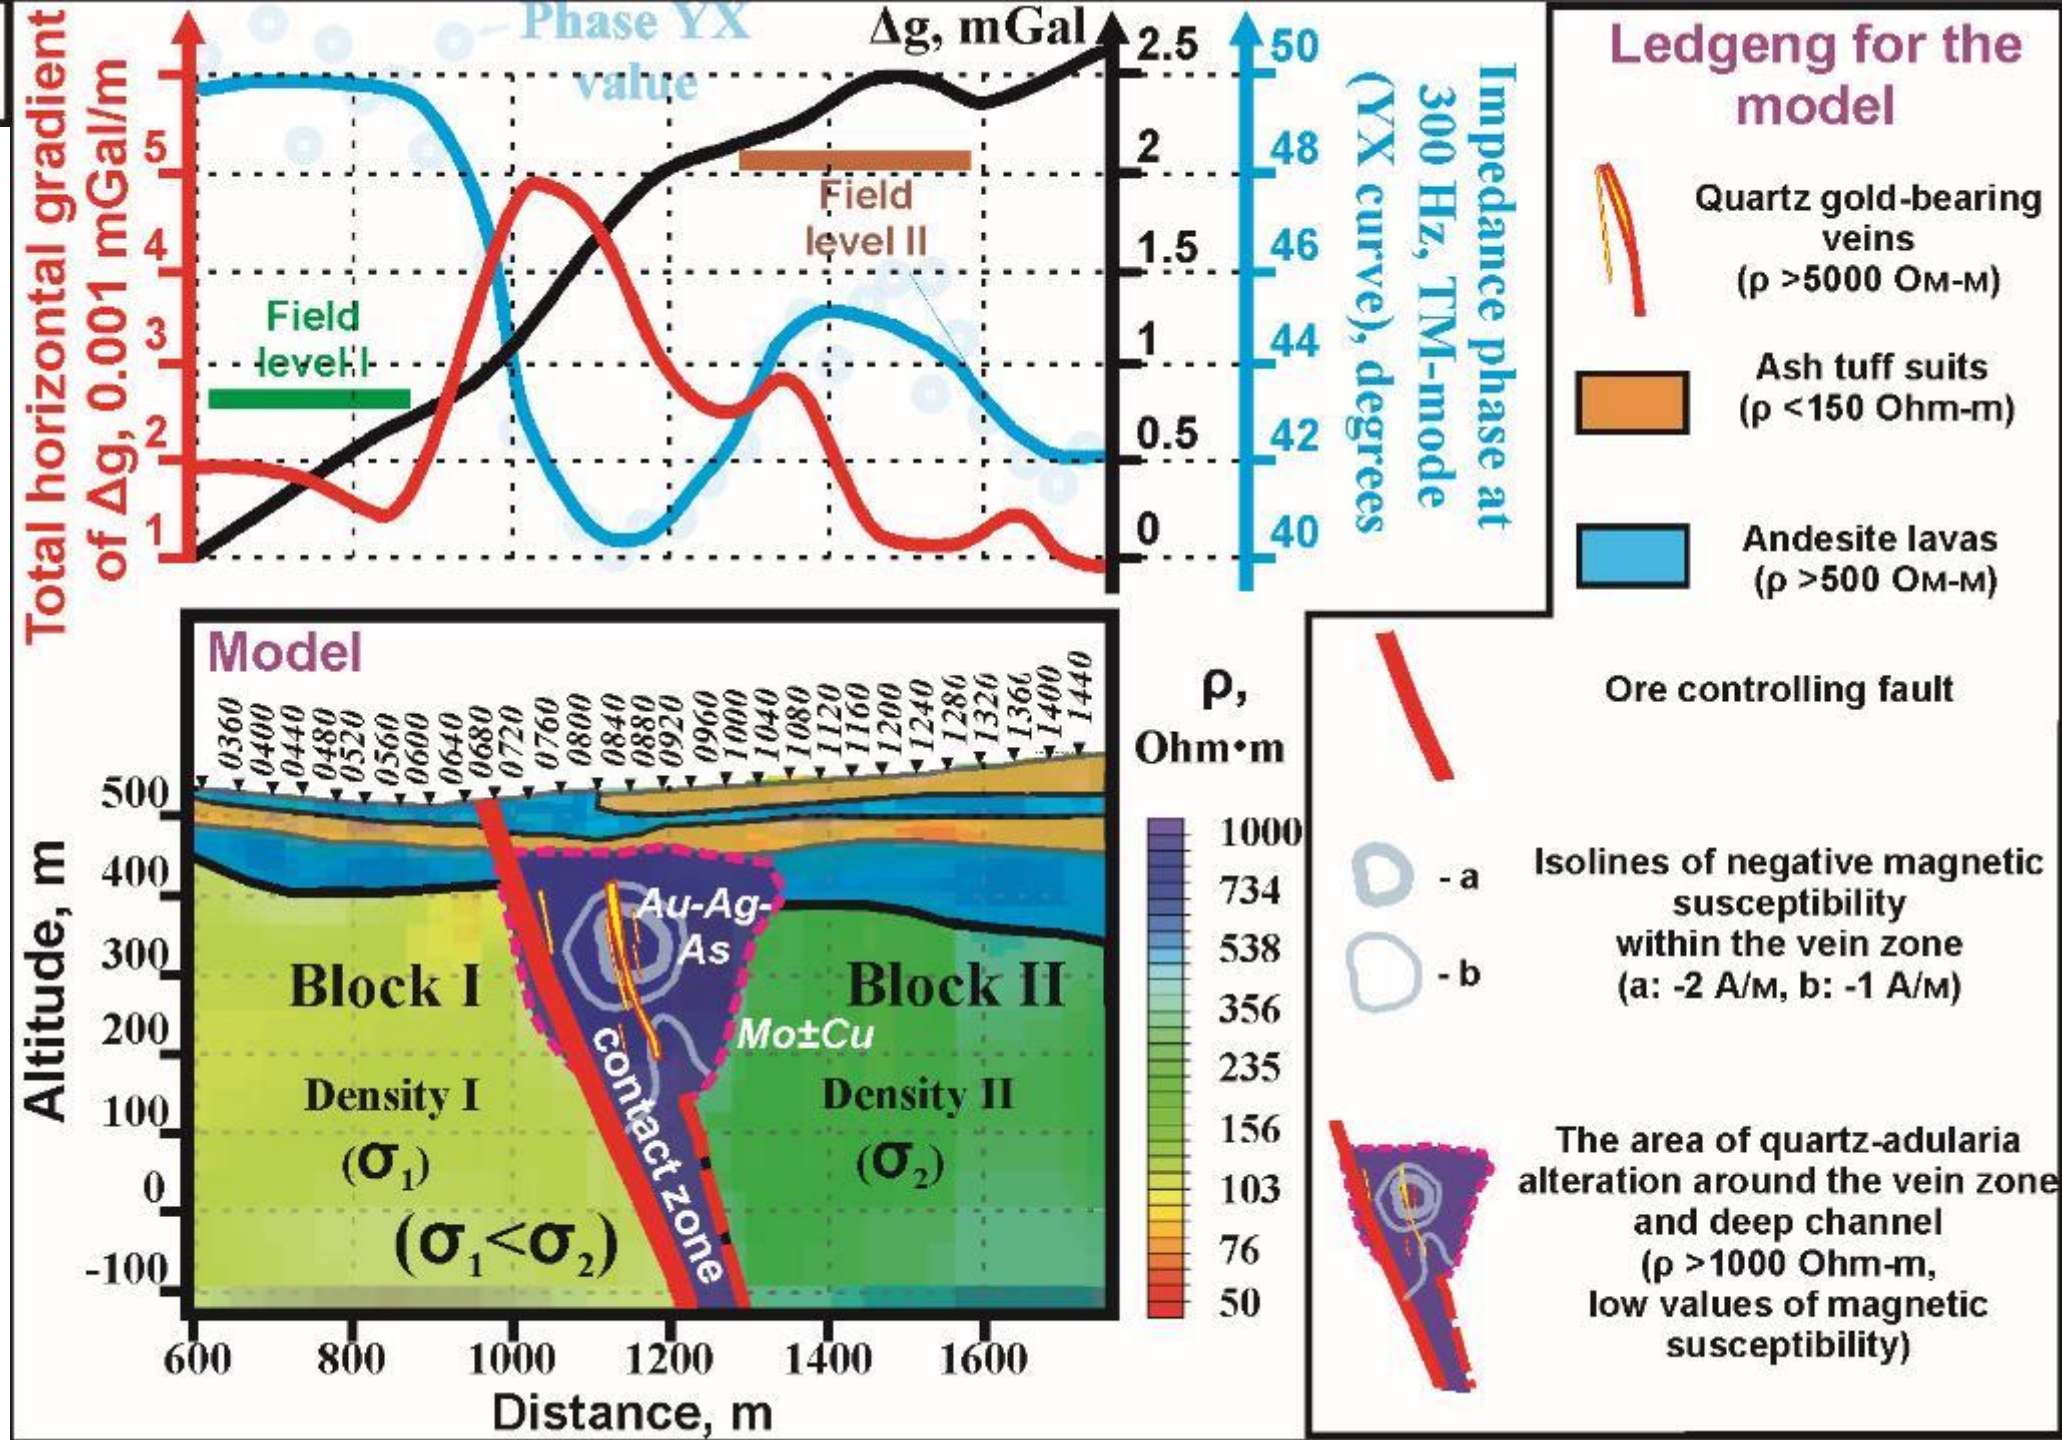 Phase YX
value
Δg, mGal
Total horizontal gradient
of Δg, 0.001 mGal/m
5
4
3
2
1
Field
level I
Field
level II
2.5
2
1.5
1
0.5
0
50
48
46
44
42
40
Impedance phase at
300 Hz, TM-mode
(YX curve), degrees
Ledgeng for the
model
Quartz gold-bearing
veins
(ρ >5000 Ом-м)
Ash tuff suits
(ρ <150 Ohm-m)
Andesite lavas
(ρ >500 Ом-м)
Ore controlling fault
- a
- b
Isolines of negative magnetic
susceptibility
within the vein zone
(a: -2 А/м, b: -1 А/м)
The area of quartz-adularia
alteration around the vein zone
and deep channel
(ρ >1000 Ohm-m,
low values of magnetic
susceptibility)
Model
0360 0400 0440 0480 0520 0560 0600 0640 0680 0720 0760 0800 0840 0880 0920 0960 1000 1040 1080 1120 1160 1200 1240 1280 1320 1360 1400 1440
Altitude, m
500
400
300
200
100
0
-100
Au-Ag-
As
Block I
Block II
Mo±Cu
contact zone
Density I
(σ₁)
Density II
(σ₂)
(σ₁<σ₂)
600 800 1000 1200 1400 1600
Distance, m
ρ,
Ohm•m
1000
734
538
356
235
156
103
76
50